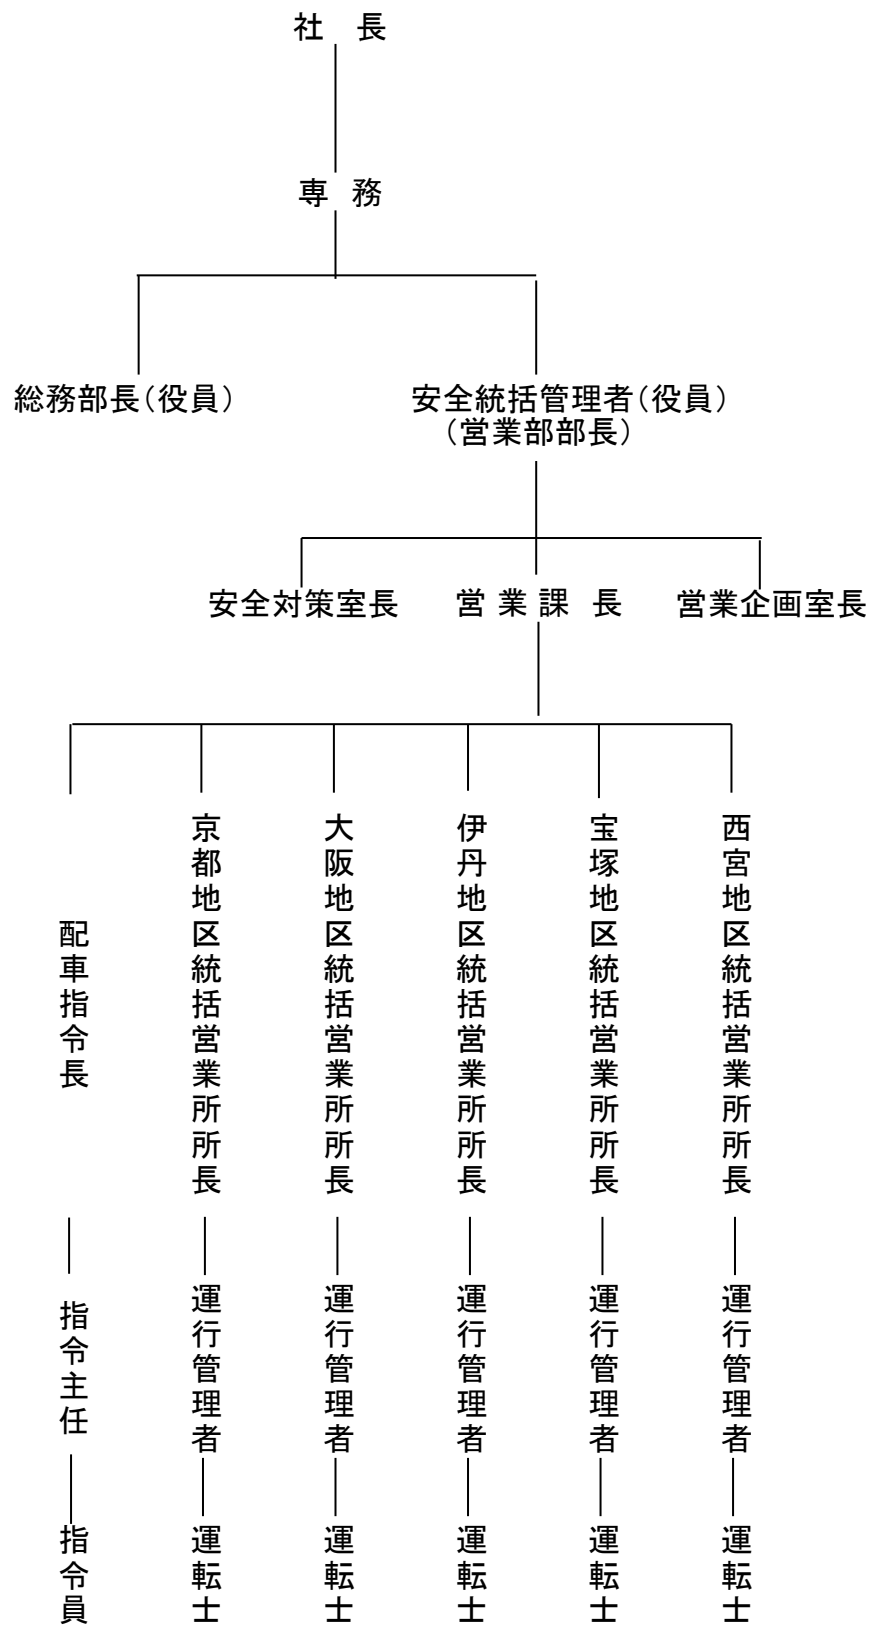 社　長
専　務
総務部長（役員）
安全統括管理者（役員）
（営業部部長）
安全対策室長
営業課　長
営業企画室長
配車指令長
京都地区統括営業所所長
大阪地区統括営業所所長
伊丹地区統括営業所所長
宝塚地区統括営業所所長
西宮地区統括営業所所長
指令主任
運行管理者
運行管理者
運行管理者
運行管理者
運行管理者
指令員
運転士
運転士
運転士
運転士
運転士